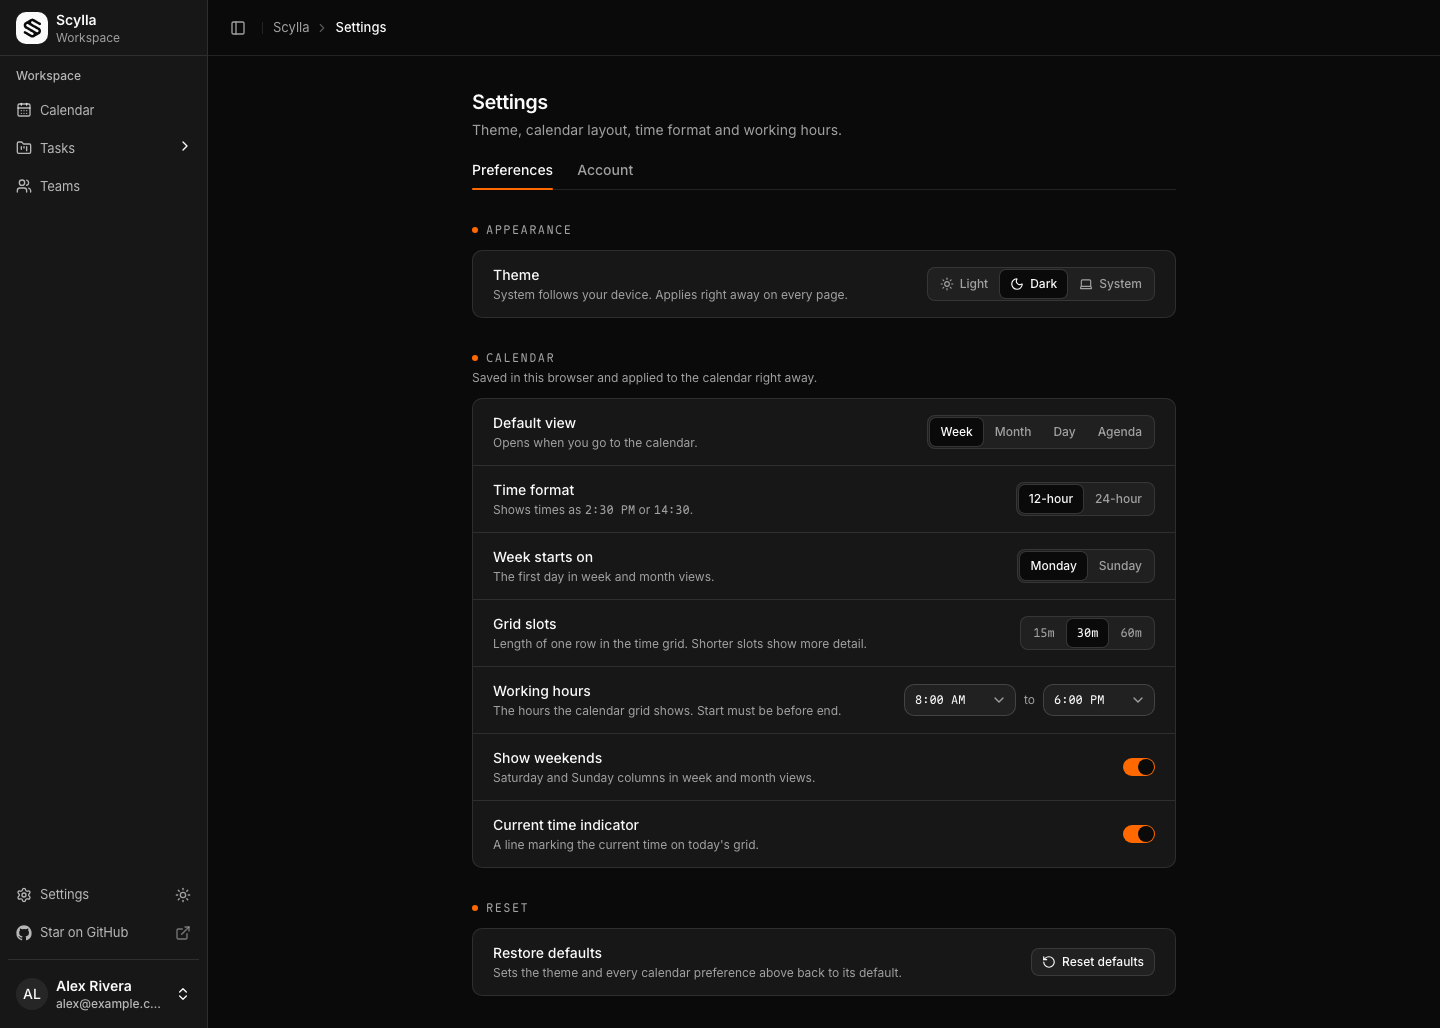 Scylla
Workspace
Workspace
Calendar
Tasks
Teams
Settings
Star on GitHub
AL
Alex Rivera
alex@example.c...
Scylla
Settings
Settings
Theme, calendar layout, time format and working hours.
Preferences
Account
APPEARANCE
Theme
System follows your device. Applies right away on every page.
Light
Dark
System
CALENDAR
Saved in this browser and applied to the calendar right away.
Default view
Opens when you go to the calendar.
Week
Month
Day
Agenda
Time format
Shows times as 2:30 PM or 14:30.
12-hour
24-hour
Week starts on
The first day in week and month views.
Monday
Sunday
Grid slots
Length of one row in the time grid. Shorter slots show more detail.
15m
30m
60m
Working hours
The hours the calendar grid shows. Start must be before end.
8:00 AM
to
6:00 PM
Show weekends
Saturday and Sunday columns in week and month views.
Current time indicator
A line marking the current time on today's grid.
RESET
Restore defaults
Sets the theme and every calendar preference above back to its default.
Reset defaults